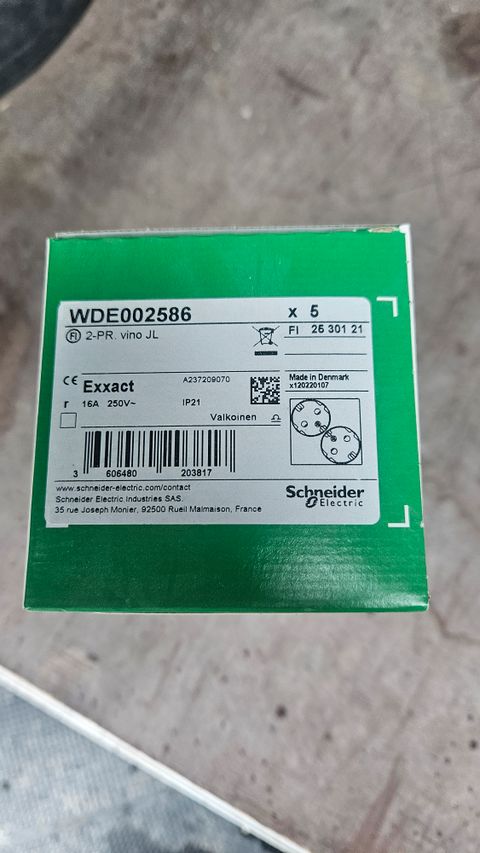 WDE002586 x 5
FI 2-PR. vino JL FI 25 301 21
CE Exxact A237209070 Made in Denmark
x120220107
r 16A 250V~ IP21
Valkoinen
3 606480 203817
www.schneider-electric.com/contact
Schneider Electric Industries SAS.
35 rue Joseph Monier, 92500 Rueil Malmaison, France
Schneider
Electric